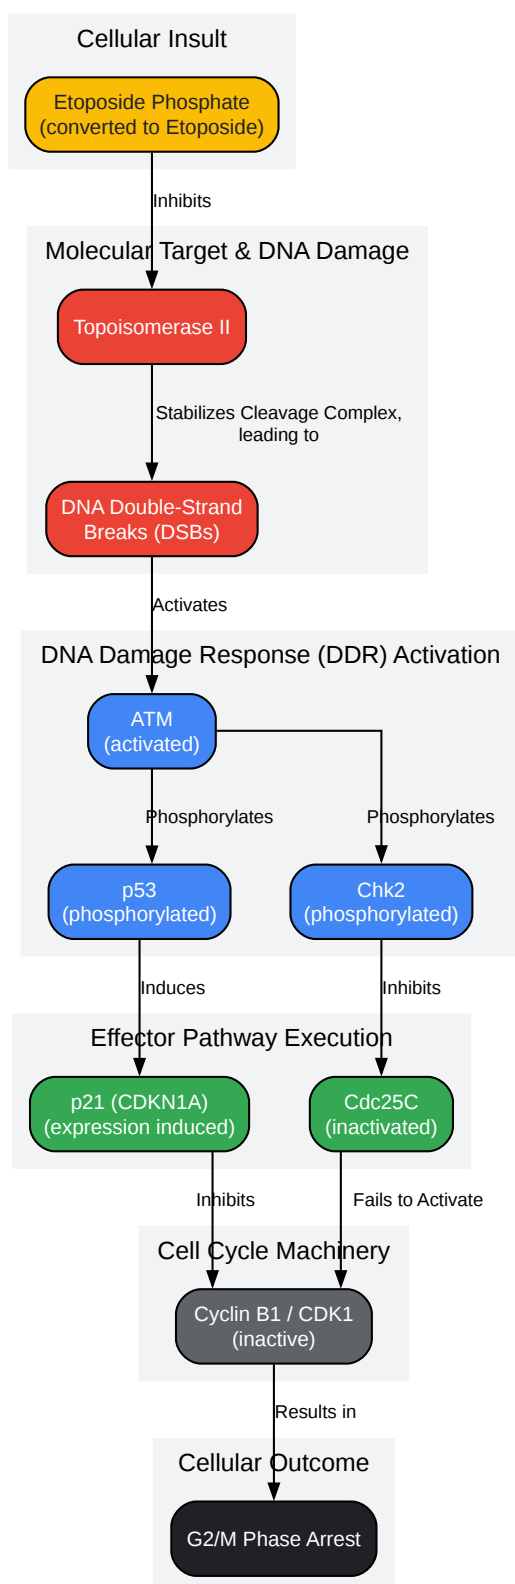 Cellular Insult
Etoposide Phosphate
(converted to Etoposide)
Inhibits
Molecular Target & DNA Damage
Topoisomerase II
Stabilizes Cleavage Complex,
leading to
DNA Double-Strand
Breaks (DSBs)
Activates
DNA Damage Response (DDR) Activation
ATM
(activated)
Phosphorylates
Phosphorylates
p53
(phosphorylated)
Chk2
(phosphorylated)
Induces
Inhibits
Effector Pathway Execution
p21 (CDKN1A)
(expression induced)
Cdc25C
(inactivated)
Inhibits
Fails to Activate
Cell Cycle Machinery
Cyclin B1 / CDK1
(inactive)
Results in
Cellular Outcome
G2/M Phase Arrest